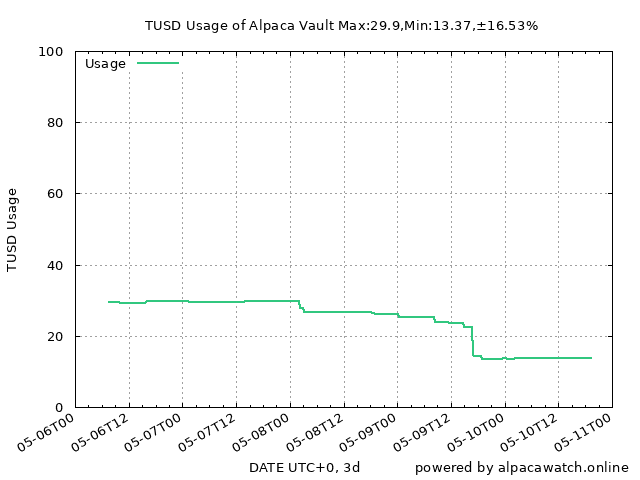 TUSD Usage of Alpaca Vault Max:29.9,Min:13.37,±16.53%
Usage
TUSD Usage
100
80
60
40
20
0
05-06T00
05-06T12
05-07T00
05-07T12
05-08T00
05-08T12
05-09T00
05-09T12
05-10T00
05-10T12
05-11T00
DATE UTC+0, 3d
powered by alpacawatch.online